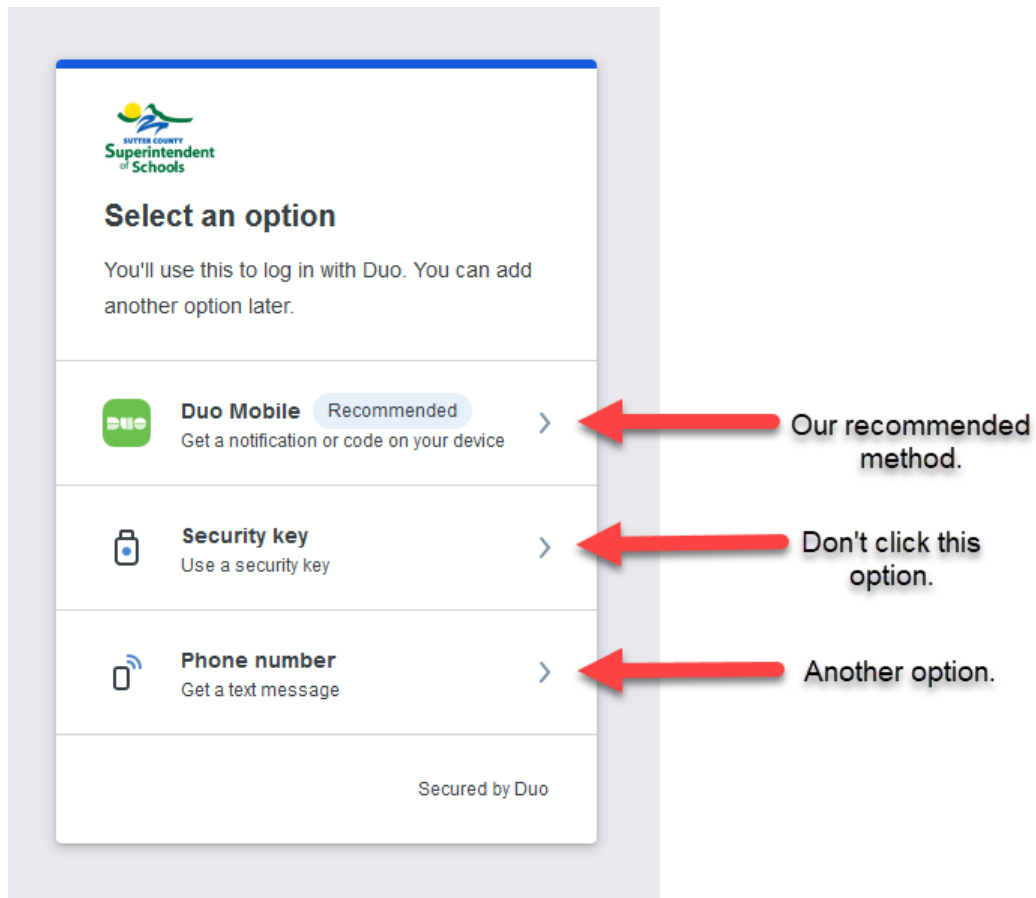 SUTTER COUNTY
Superintendent
of Schools
Select an option
You'll use this to log in with Duo. You can add
another option later.
DUO
Duo Mobile Recommended
Get a notification or code on your device
Our recommended
method.
Security key
Use a security key
Don't click this
option.
Phone number
Get a text message
Another option.
Secured by Duo